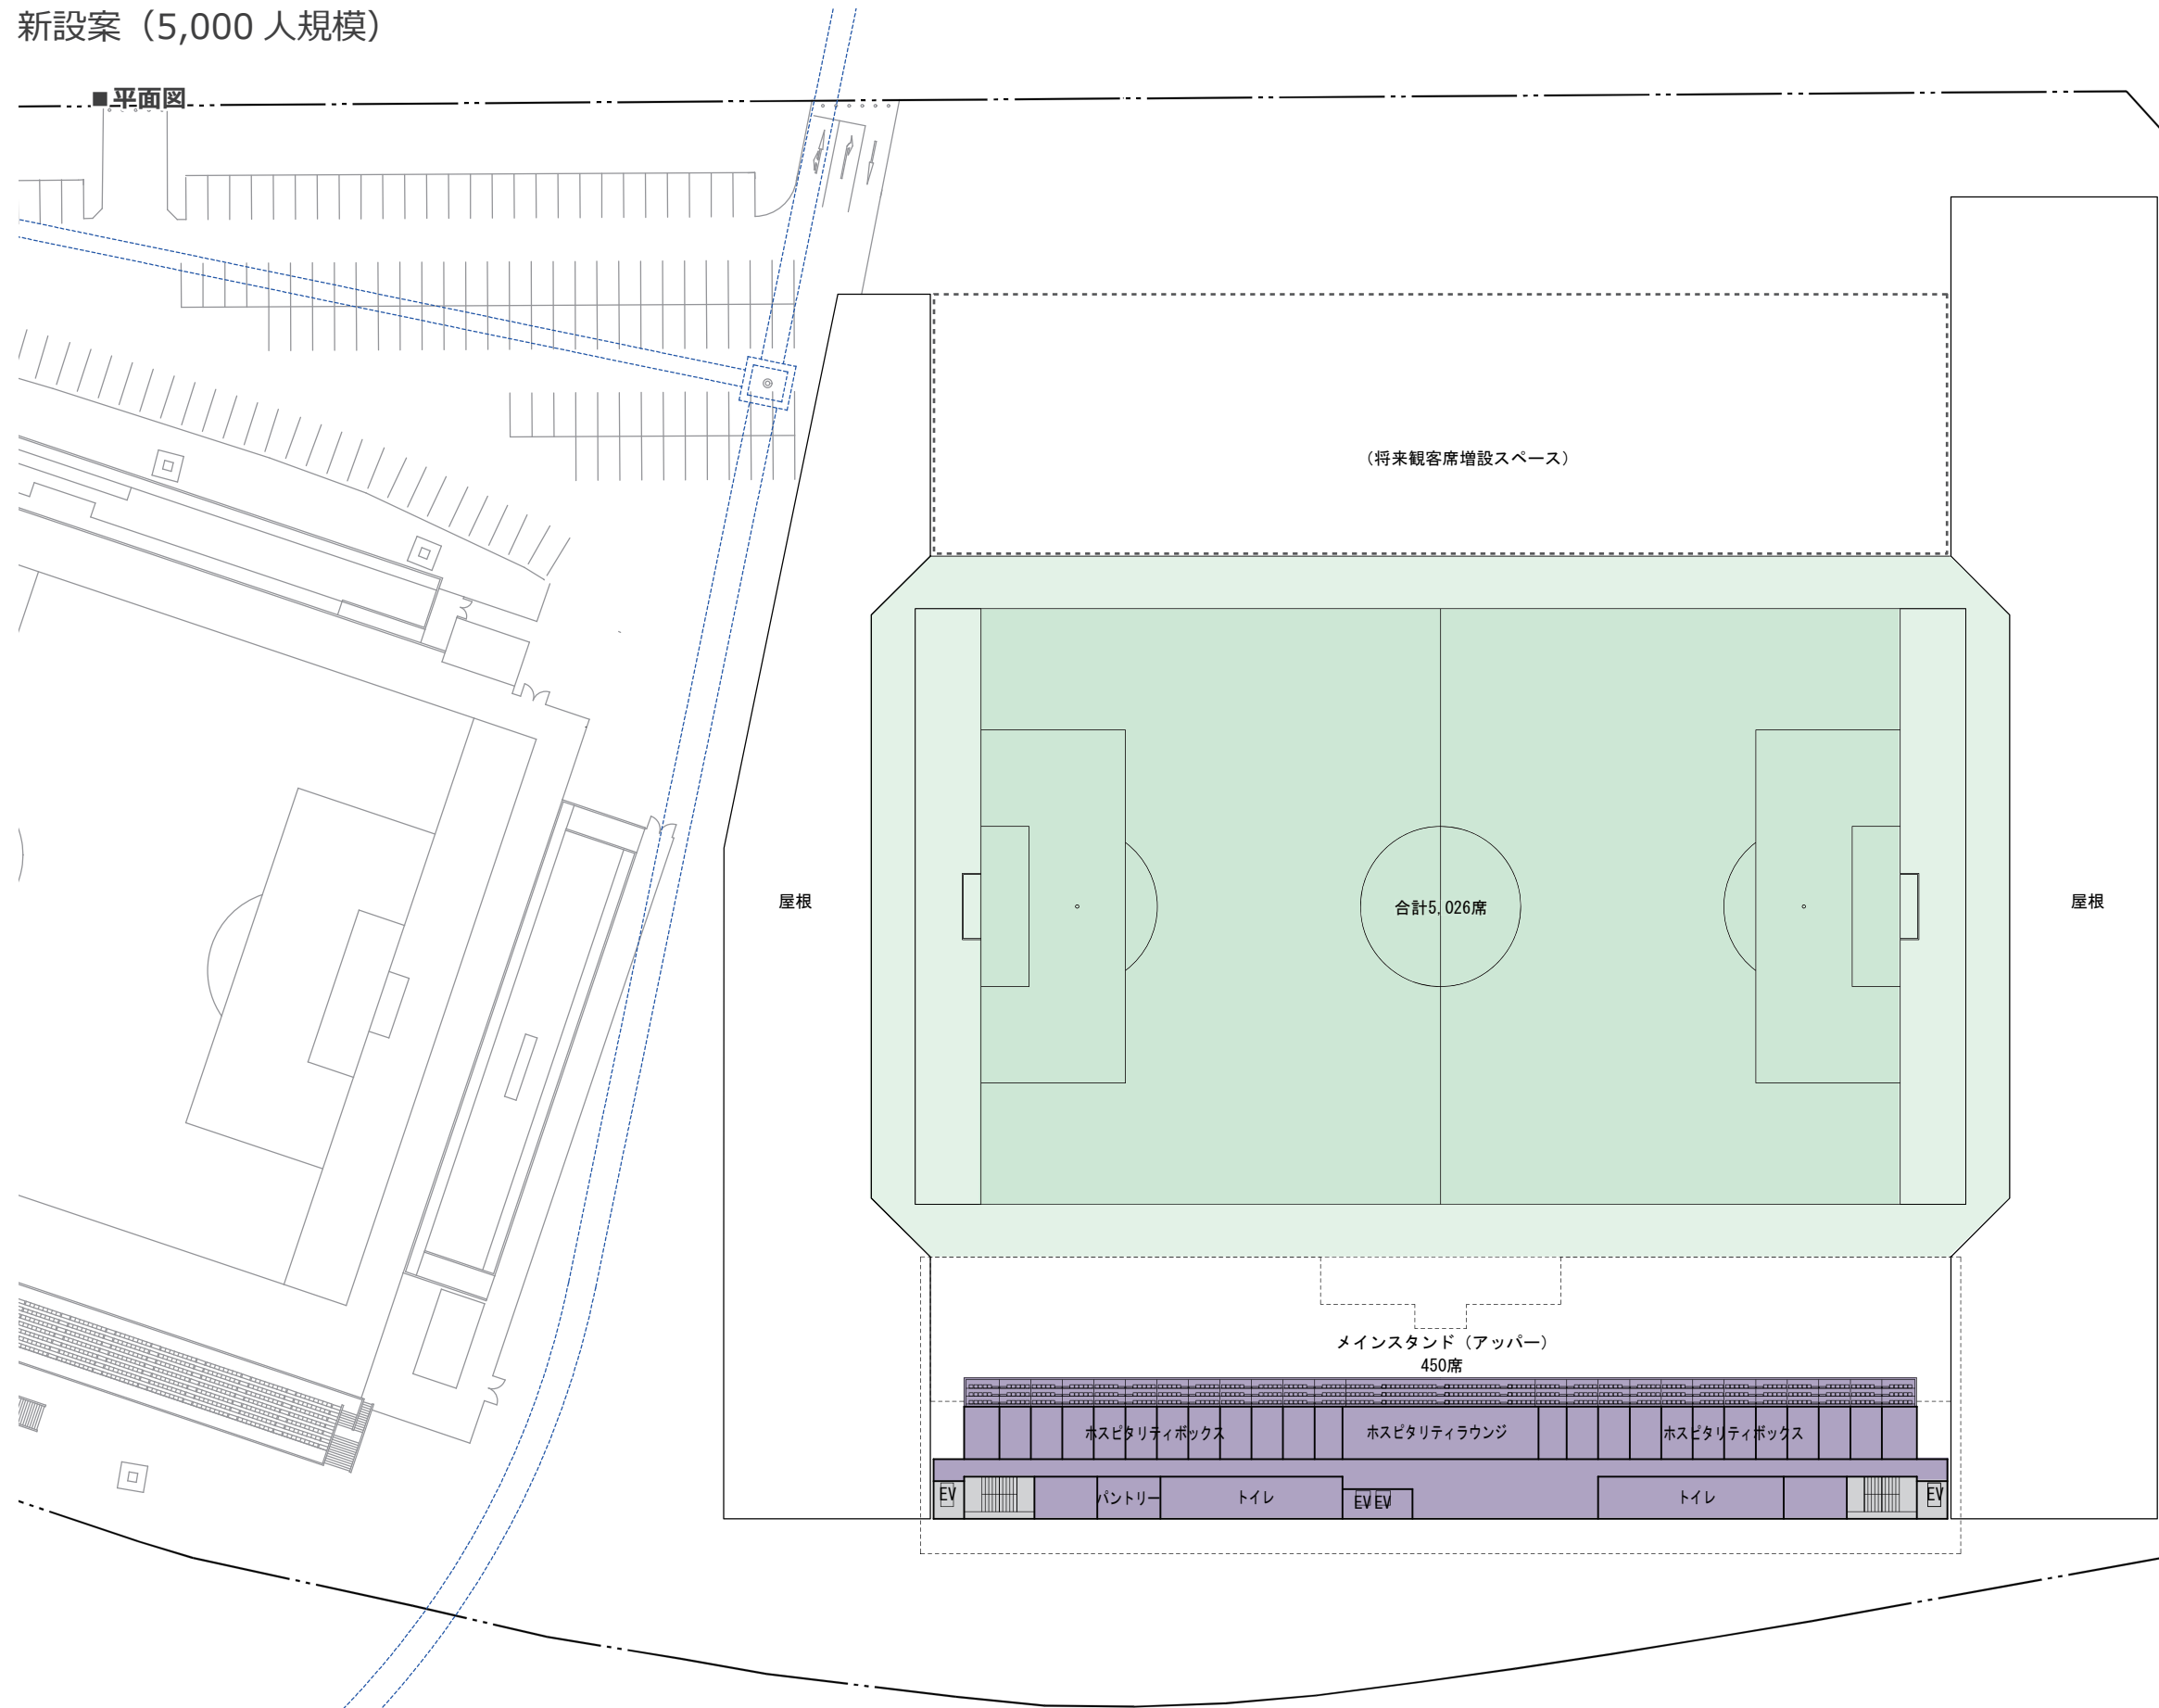 新設案（5,000 人規模）
■平面図
（将来観客席増設スペース）
屋根
合計5,026席
屋根
メインスタンド（アッパー）
450席
ホスピタリティボックス
ホスピタリティラウンジ
ホスピタリティボックス
EV
パントリー
トイレ
EV EV
トイレ
EV